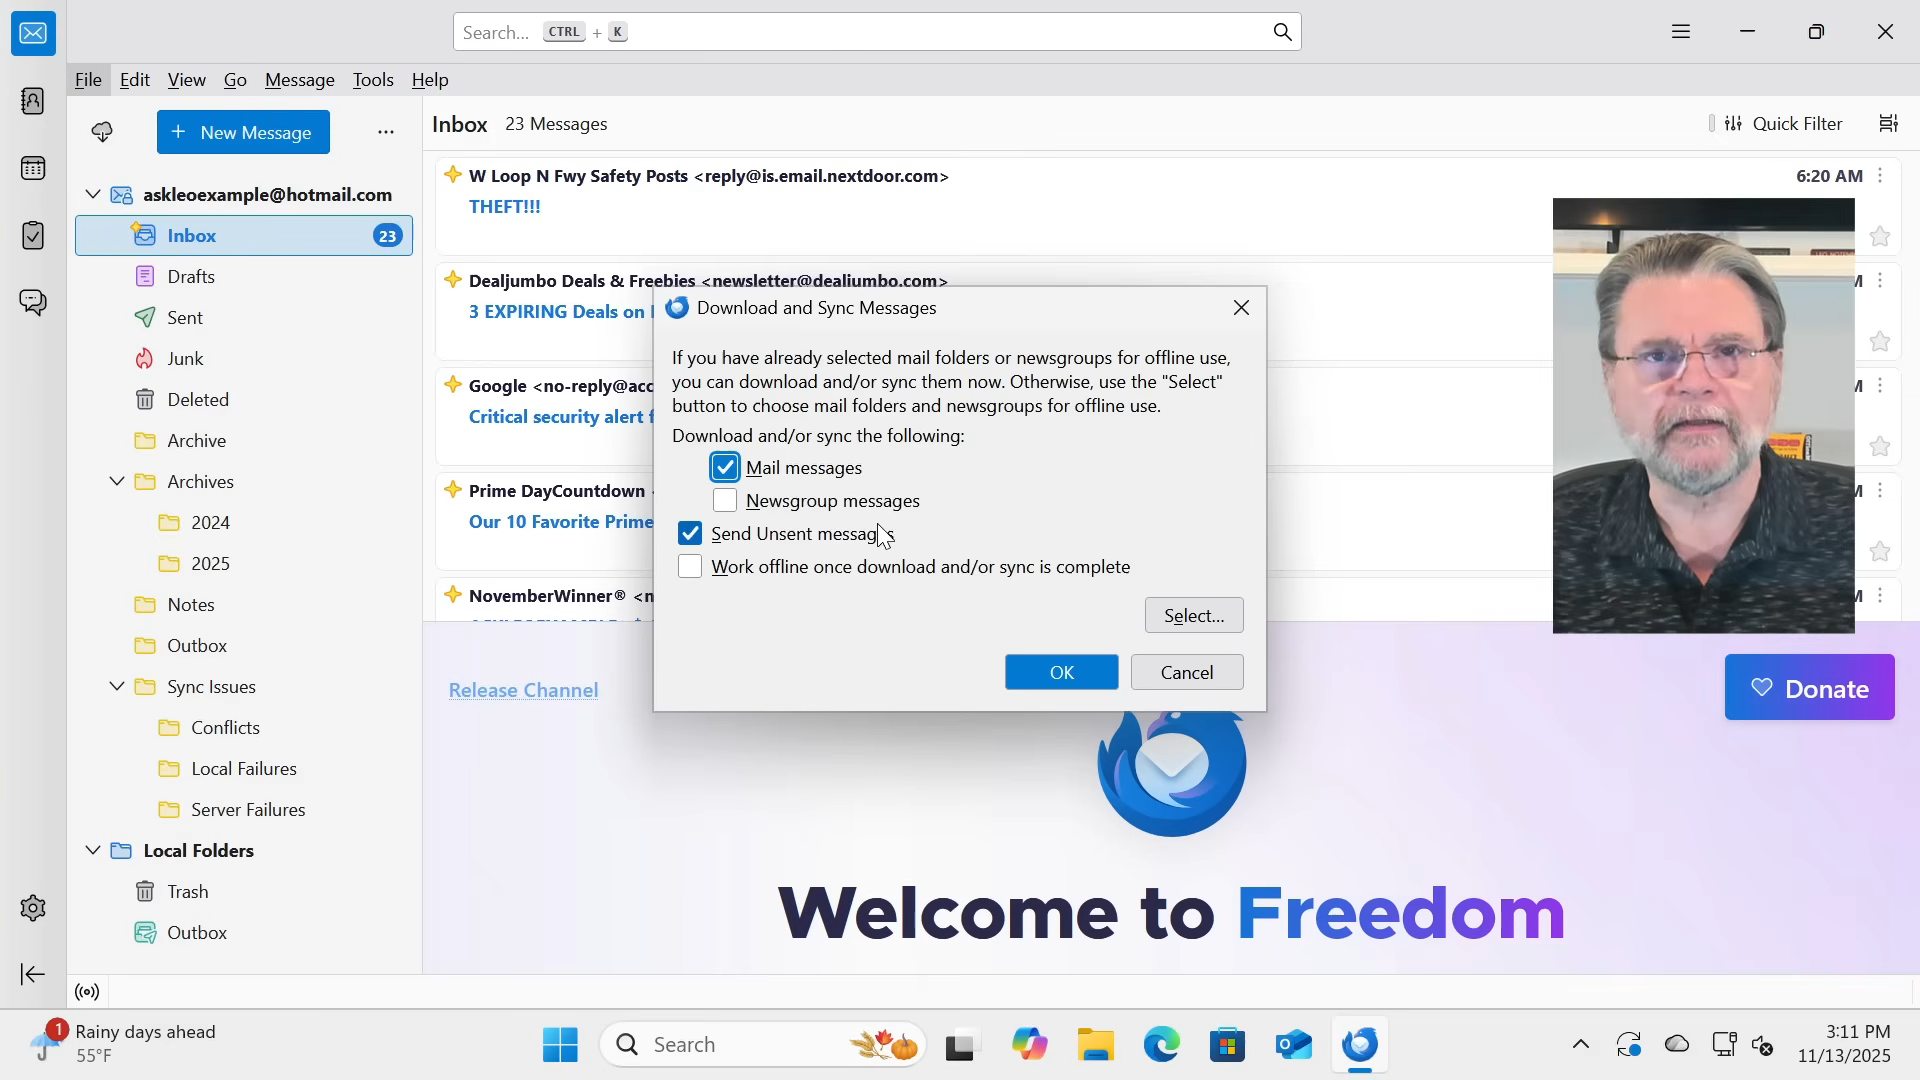 Search... CTRL + K
File Edit View Go Message Tools Help
+ New Message
Inbox 23 Messages
Quick Filter
askleoexample@hotmail.com
Inbox 23
Drafts
Sent
Junk
Deleted
Archive
Archives
2024
2025
Notes
Outbox
Sync Issues
Conflicts
Local Failures
Server Failures
Local Folders
Trash
Outbox
W Loop N Fwy Safety Posts <reply@is.email.nextdoor.com> 6:20 AM
THEFT!!!
Dealjumbo Deals & Freebies <newsletter@dealjumbo.com>
3 EXPIRING Deals on
Google <no-reply@acc
Critical security alert f
Prime DayCountdown
Our 10 Favorite Prime
NovemberWinner® <n
Download and Sync Messages
If you have already selected mail folders or newsgroups for offline use,
you can download and/or sync them now. Otherwise, use the "Select"
button to choose mail folders and newsgroups for offline use.
Download and/or sync the following:
Mail messages
Newsgroup messages
Send Unsent messages
Work offline once download and/or sync is complete
Select...
OK Cancel
Release Channel
Donate
Welcome to Freedom
1
Rainy days ahead
55°F
Search
3:11 PM
11/13/2025